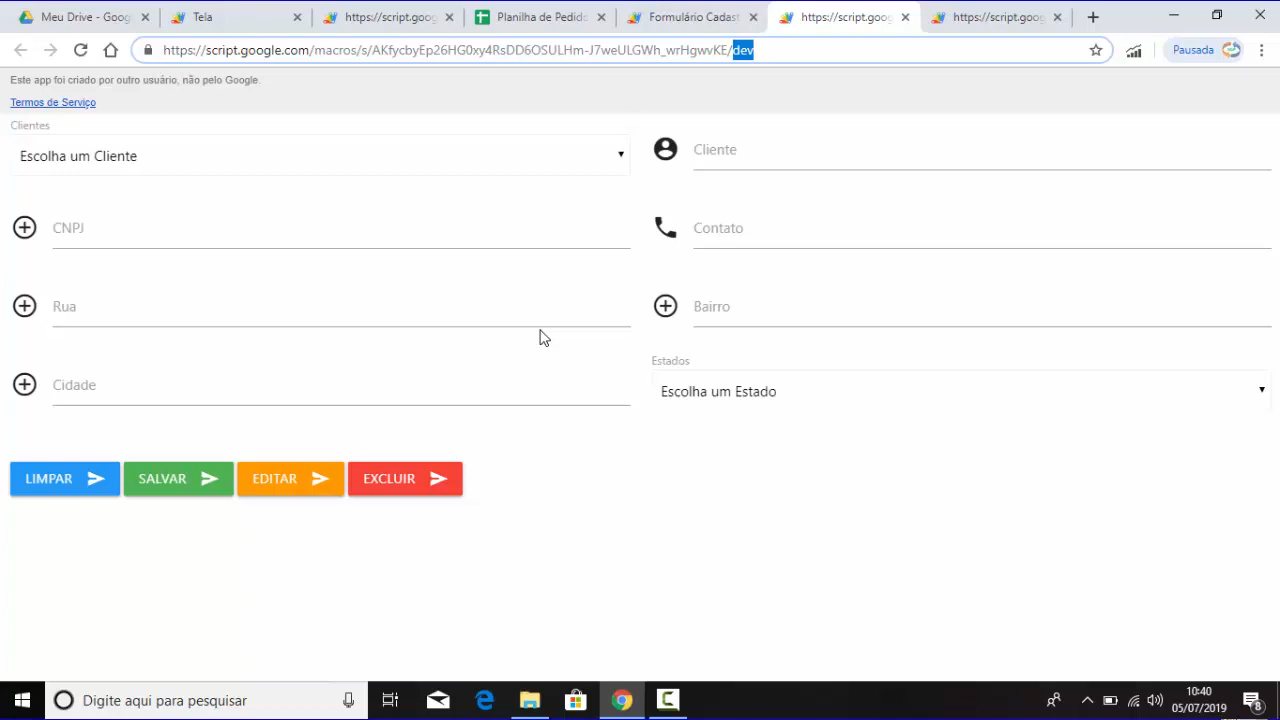 Meu Drive - Goog
Tela
https://script.goog
Planilha de Pedido
Formulário Cadast
https://script.goog
https://script.goog
https://script.google.com/macros/s/AKfycbyEp26HG0xy4RsDD6OSULHm-J7weULGWh_wrHgwvKE/dev
Pausada
Este app foi criado por outro usuário, não pelo Google.
Termos de Serviço
Clientes
Escolha um Cliente
Cliente
CNPJ
Contato
Rua
Bairro
Cidade
Estados
Escolha um Estado
LIMPAR
SALVAR
EDITAR
EXCLUIR
Digite aqui para pesquisar
10:40
05/07/2019
8